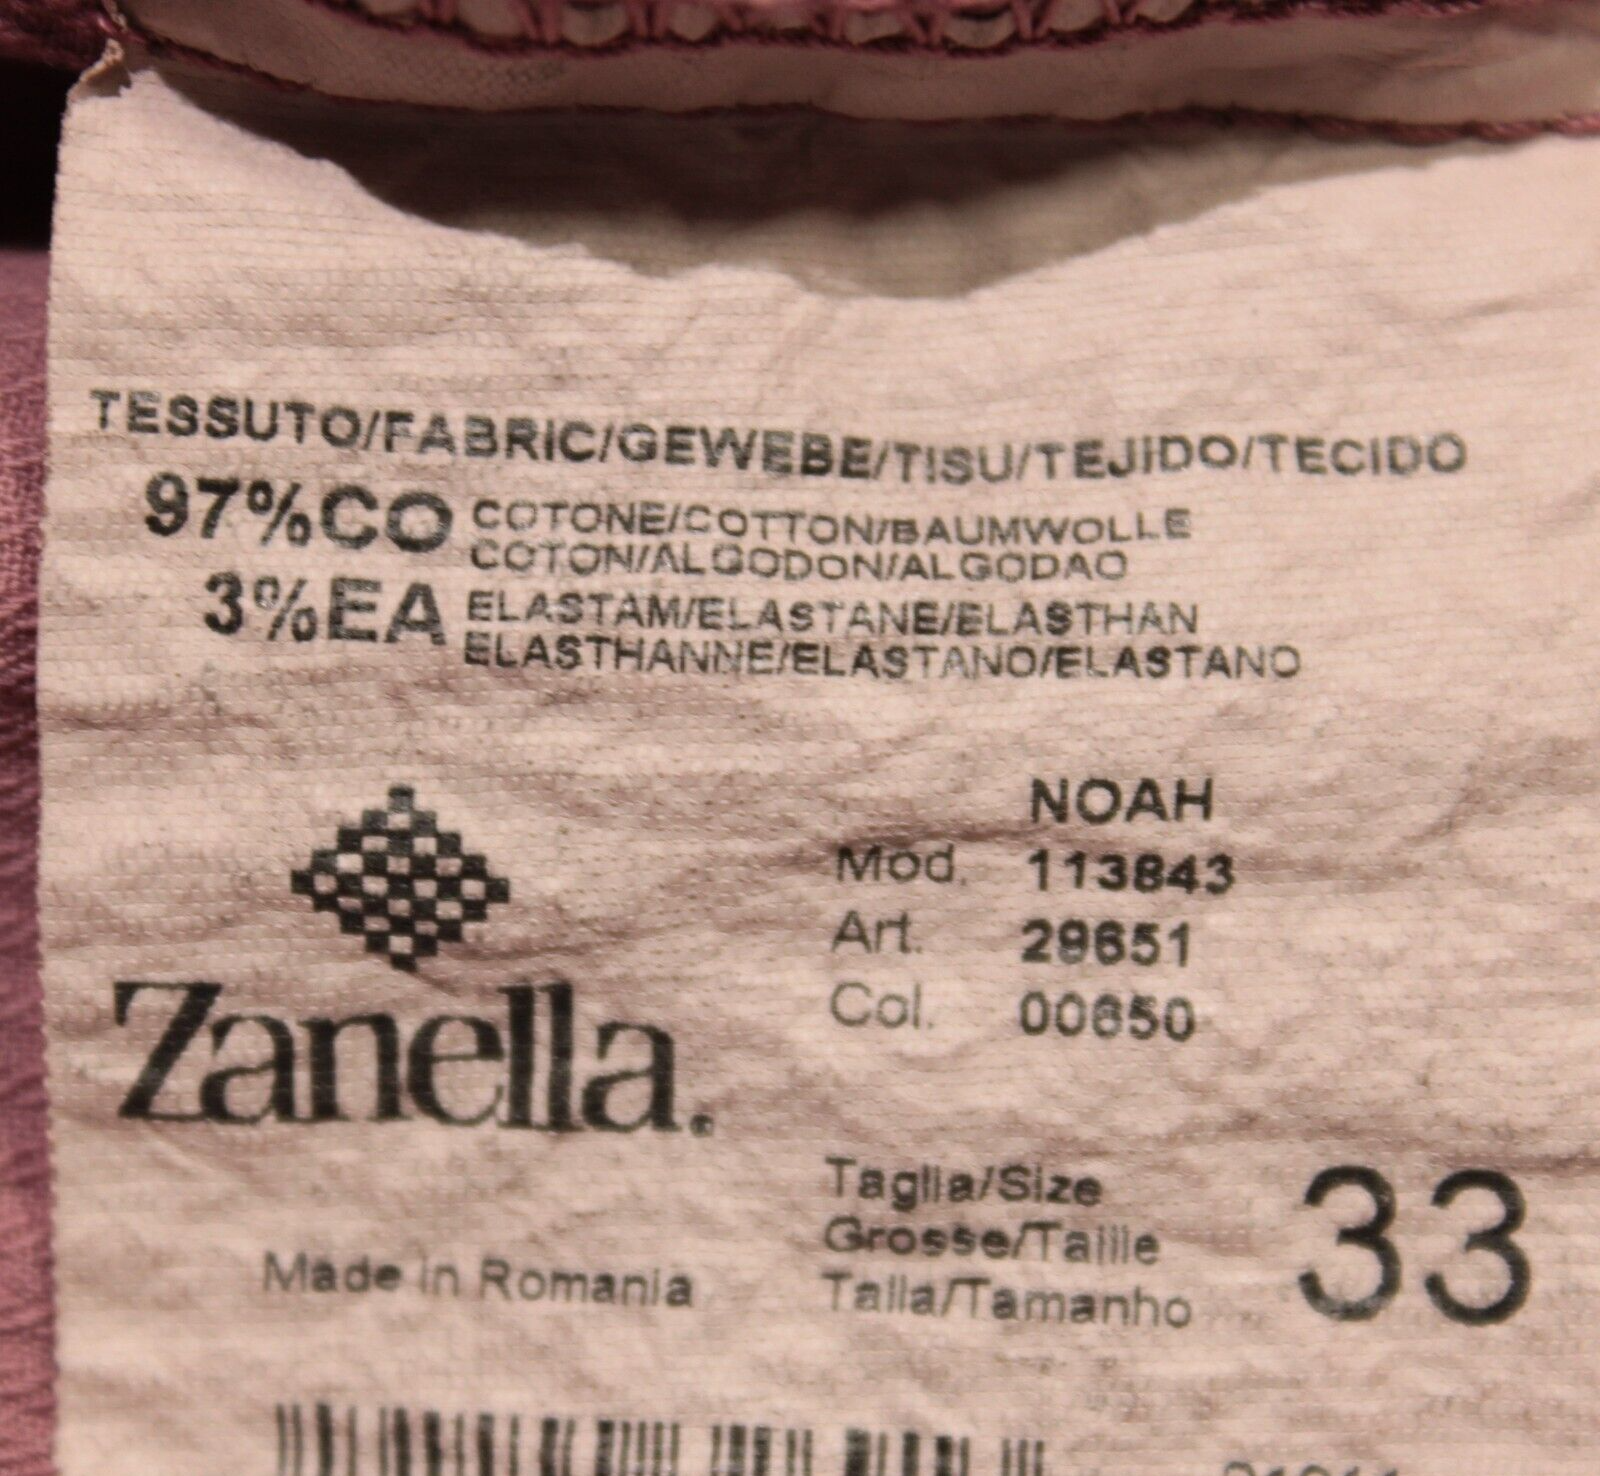 TESSUTO/FABRIC/GEWEBE/TISU/TEJIDO/TECIDO
97%CO COTONE/COTTON/BAUMWOLLE
COTON/ALGODON/ALGODAO
3%EA ELASTAM/ELASTANE/ELASTHAN
ELASTHANNE/ELASTANO/ELASTANO
NOAH
Mod. 113843
Art. 29651
Col. 00650
Zanella.
Taglia/Size
Grosse/Taille
Talla/Tamanho
33
Made in Romania